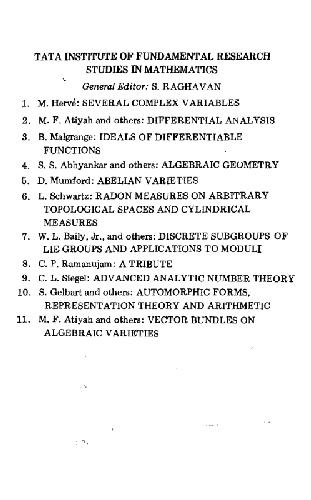 TATA INSTITUTE OF FUNDAMENTAL RESEARCH
STUDIES IN MATHEMATICS
General Editor: S. RAGHAVAN
1. M. Hervé: SEVERAL COMPLEX VARIABLES
2. M. F. Atiyah and others: DIFFERENTIAL ANALYSIS
3. B. Malgrange: IDEALS OF DIFFERENTIABLE
FUNCTIONS
4. S. S. Abhyankar and others: ALGEBRAIC GEOMETRY
5. D. Mumford: ABELIAN VARIETIES
6. L. Schwartz: RADON MEASURES ON ARBITRARY
TOPOLOGICAL SPACES AND CYLINDRICAL
MEASURES
7. W. L. Baily, Jr., and others: DISCRETE SUBGROUPS OF
LIE GROUPS AND APPLICATIONS TO MODULI
8. C. P. Ramanujam: A TRIBUTE
9. C. L. Siegel: ADVANCED ANALYTIC NUMBER THEORY
10. S. Gelbart and others: AUTOMORPHIC FORMS,
REPRESENTATION THEORY AND ARITHMETIC
11. M. F. Atiyah and others: VECTOR BUNDLES ON
ALGEBRAIC VARIETIES